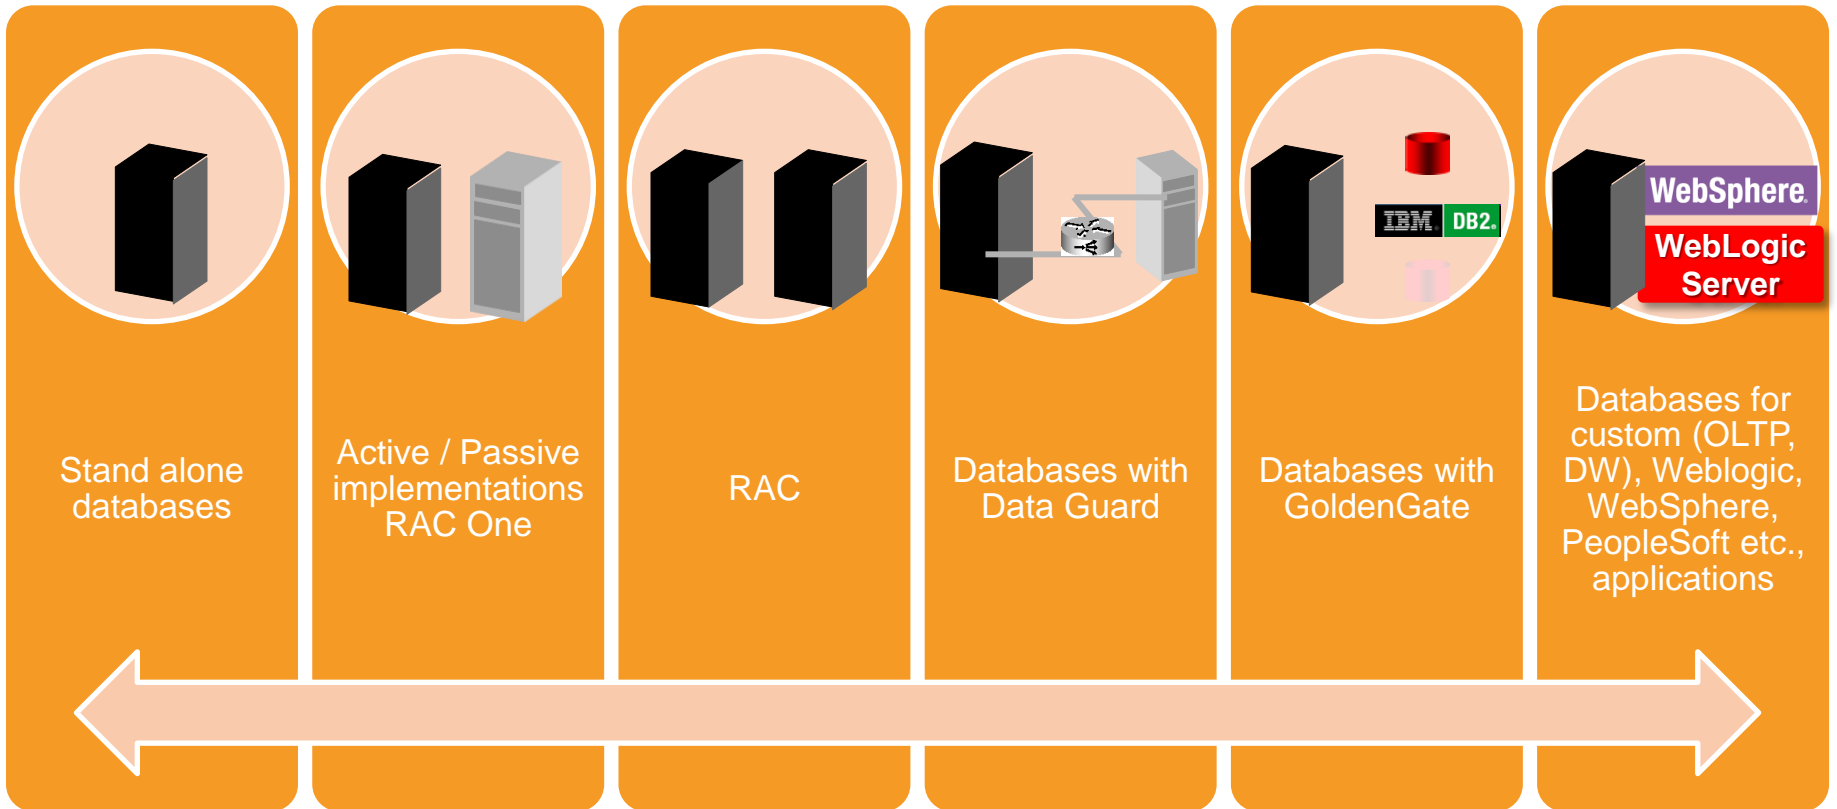 WebSphere.
IBM.
DB2.
WebLogic
Server
Stand alone
databases
Active / Passive
implementations
RAC One
RAC
Databases with
Data Guard
Databases with
GoldenGate
Databases for
custom (OLTP,
DW), Weblogic,
WebSphere,
PeopleSoft etc.,
applications